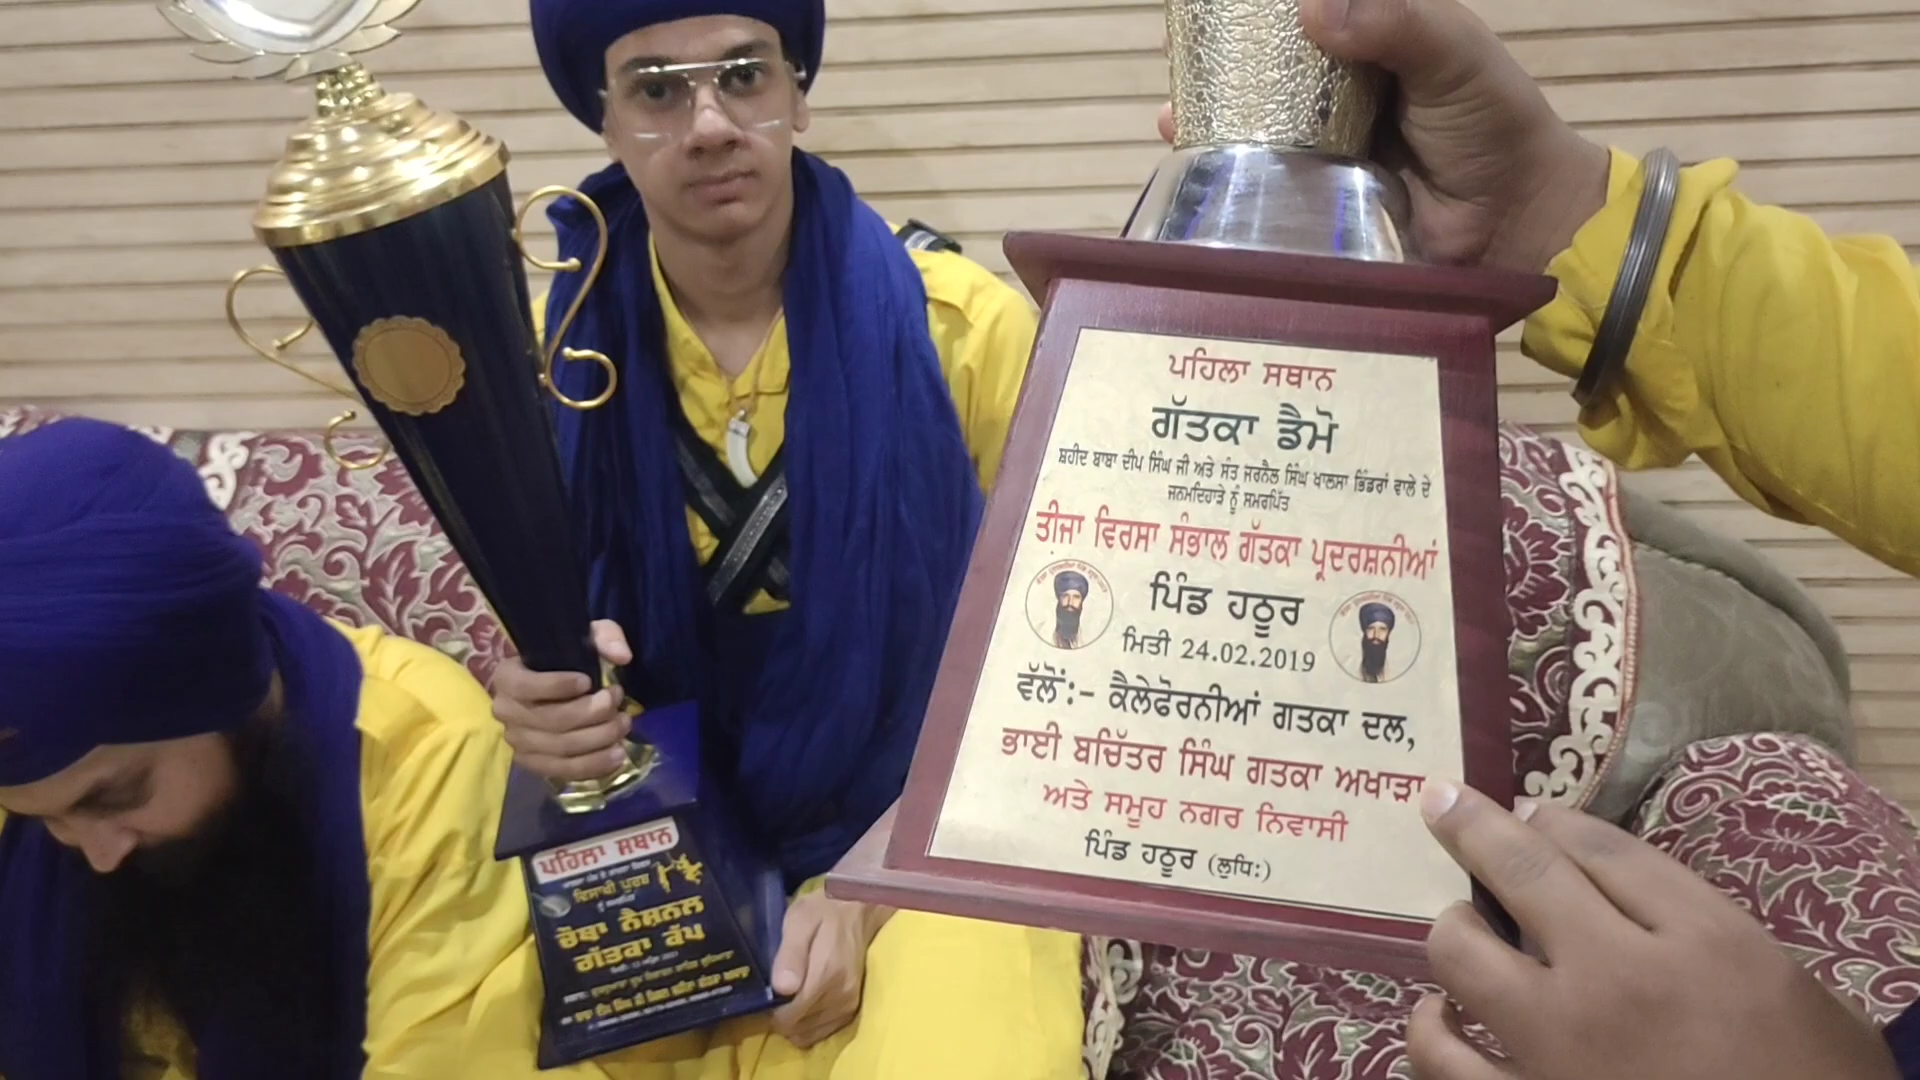 ਪਹਿਲਾ ਸਥਾਨ
ਗੱਤਕਾ ਡੈਮੋ
ਸ਼ਹੀਦ ਬਾਬਾ ਦੀਪ ਸਿੰਘ ਜੀ ਅਤੇ ਸੰਤ ਜਰਨੈਲ ਸਿੰਘ ਖਾਲਸਾ ਭਿੰਡਰਾਂ ਵਾਲੇ ਦੇ
ਜਨਮਦਿਹਾੜੇ ਨੂੰ ਸਮਰਪਿੱਤ
ਤੀਜਾ ਵਿਰਸਾ ਸੰਭਾਲ ਗੱਤਕਾ ਪ੍ਰਦਰਸ਼ਨੀਆਂ
ਪਿੰਡ ਹਠੂਰ
ਮਿਤੀ 24.02.2019
ਵੱਲੋਂ:- ਕੈਲੇਫੋਰਨੀਆਂ ਗਤਕਾ ਦਲ,
ਭਾਈ ਬਚਿੱਤਰ ਸਿੰਘ ਗਤਕਾ ਅਖਾੜਾ
ਅਤੇ ਸਮੂਹ ਨਗਰ ਨਿਵਾਸੀ
ਪਿੰਡ ਹਠੂਰ (ਲੁਧਿ:)
ਪਹਿਲਾ ਸਥਾਨ
ਵਿਸਾਖੀ ਪੁਰਬ
ਨੂੰ ਸਮਰਪਿਤ
ਚੌਥਾ ਨੈਸ਼ਨਲ
ਗੱਤਕਾ ਕੱਪ